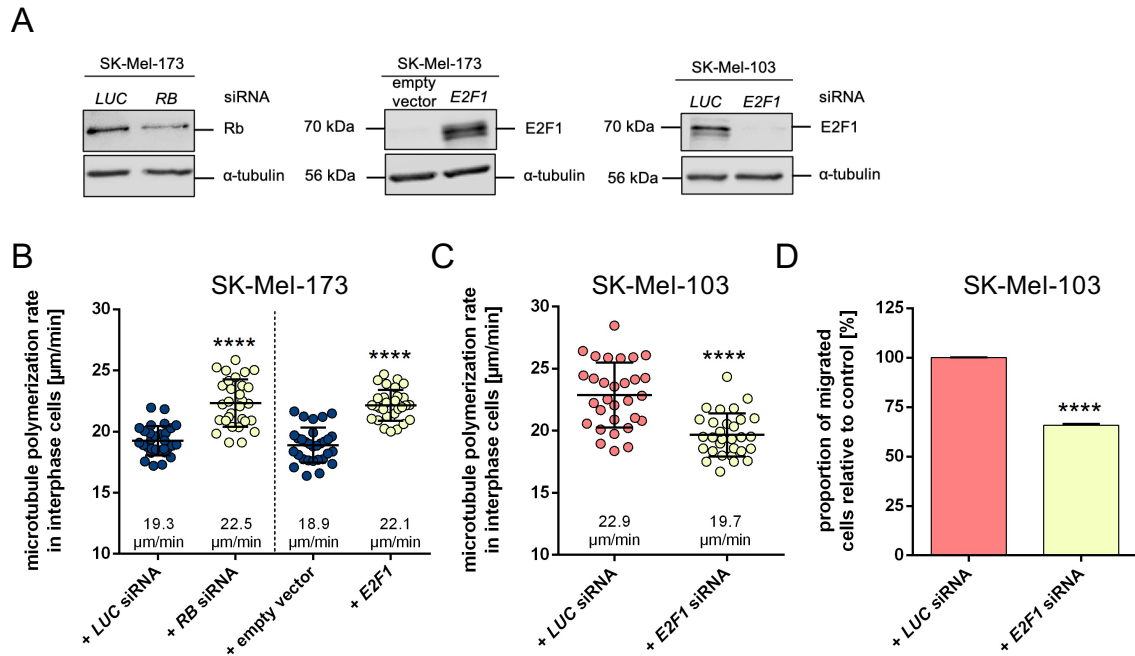 A
SK-Mel-173
LUC RB siRNA
Rb
α-tubulin
SK-Mel-173
empty
vector E2F1
70 kDa E2F1
56 kDa α-tubulin
SK-Mel-103
LUC E2F1 siRNA
70 kDa E2F1
56 kDa α-tubulin
B
SK-Mel-173
microtubule polymerization rate
in interphase cells [µm/min]
30
25
20
15
10
**** ****
19.3 22.5 18.9 22.1
µm/min µm/min µm/min µm/min
+ LUC siRNA
+ RB siRNA
+ empty vector
+ E2F1
C
SK-Mel-103
microtubule polymerization rate
in interphase cells [µm/min]
30
25
20
15
10
****
22.9 19.7
µm/min µm/min
+ LUC siRNA
+ E2F1 siRNA
D
SK-Mel-103
proportion of migrated
cells relative to control [%]
125
100
75
50
25
0
****
+ LUC siRNA
+ E2F1 siRNA